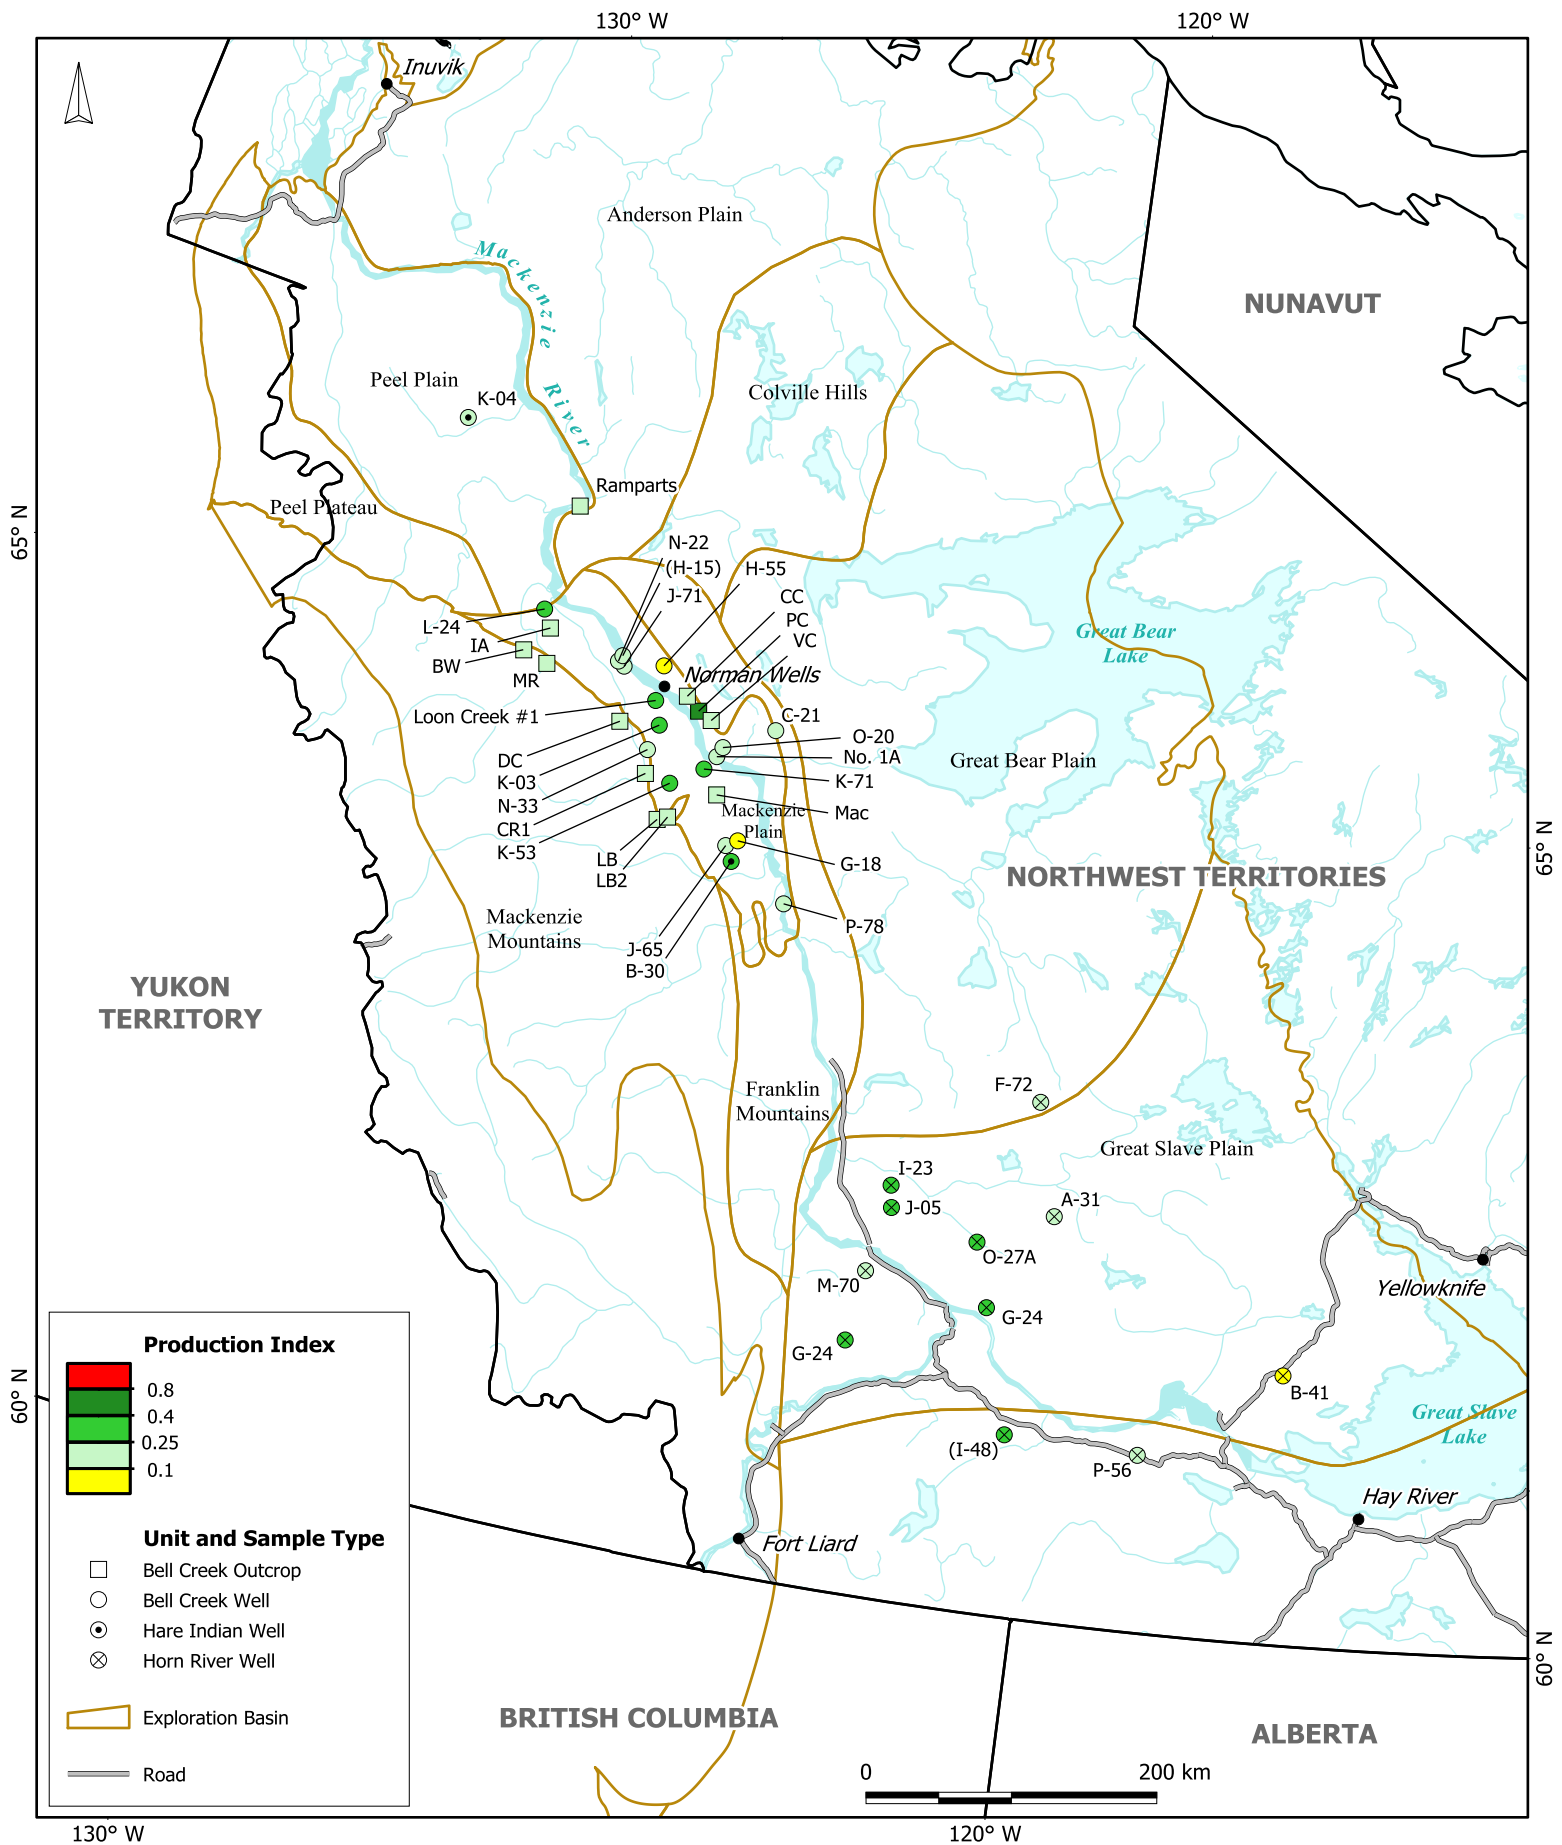 130° W
120° W
Inuvik
Anderson Plain
Mackenzie
River
NUNAVUT
Peel Plain
K-04
Colville Hills
Ramparts
Peel Plateau
65° N
N-22
(H-15)
J-71
H-55
CC
PC
VC
L-24
IA
BW
MR
Great Bear
Lake
Norman Wells
Loon Creek #1
C-21
DC
O-20
No. 1A
Great Bear Plain
K-03
K-71
N-33
Mac
CR1
Mackenzie
Plain
K-53
65° N
LB
LB2
G-18
NORTHWEST TERRITORIES
Mackenzie
Mountains
P-78
J-65
B-30
YUKON
TERRITORY
Franklin
Mountains
F-72
Great Slave Plain
I-23
J-05
A-31
O-27A
M-70
Yellowknife
G-24
G-24
B-41
60° N
Great Slave
Lake
(I-48)
P-56
Hay River
Fort Liard
Production Index
0.8
0.4
0.25
0.1
Unit and Sample Type
Bell Creek Outcrop
Bell Creek Well
Hare Indian Well
Horn River Well
Exploration Basin
Road
60° N
BRITISH COLUMBIA
ALBERTA
0
200 km
130° W
120° W